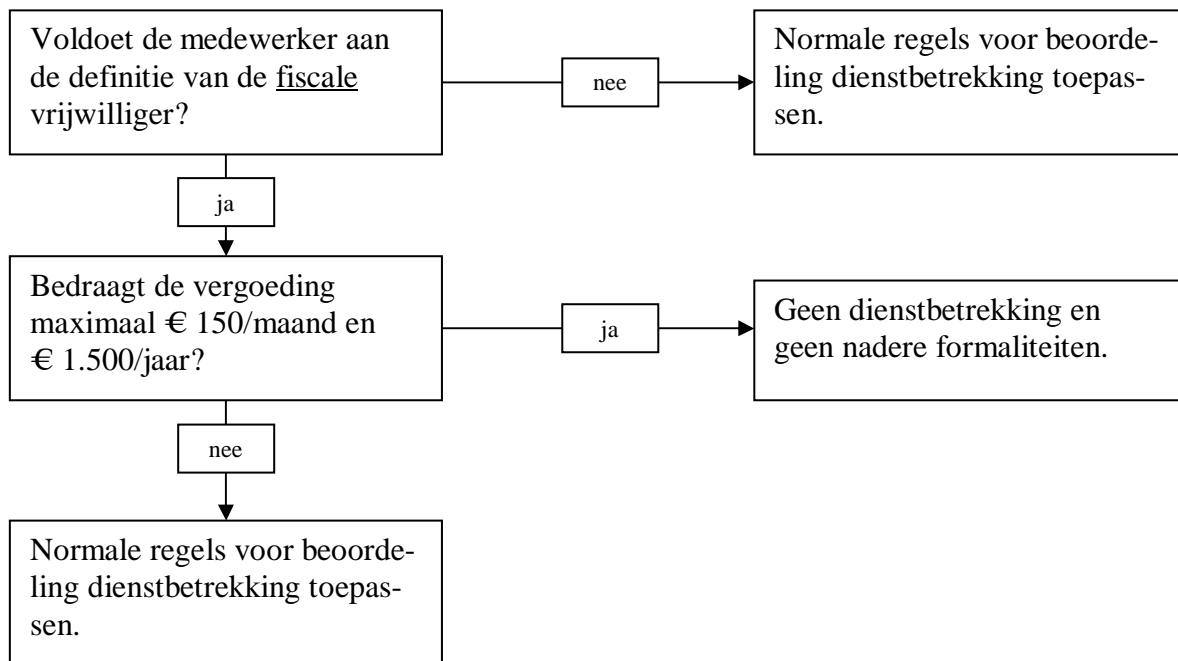 Voldoet de medewerker aan
de definitie van de fiscale
vrijwilliger?
nee
Normale regels voor beoorde-
ling dienstbetrekking toepas-
sen.
ja
Bedraagt de vergoeding
maximaal € 150/maand en
€ 1.500/jaar?
ja
Geen dienstbetrekking en
geen nadere formaliteiten.
nee
Normale regels voor beoorde-
ling dienstbetrekking toepas-
sen.